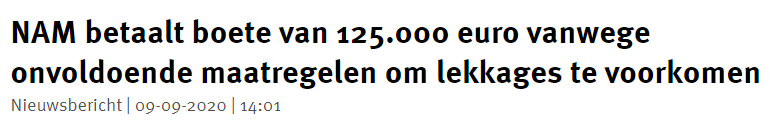 NAM betaalt boete van 125.000 euro vanwege
onvoldoende maatregelen om lekkages te voorkomen
Nieuwsbericht | 09-09-2020 | 14:01